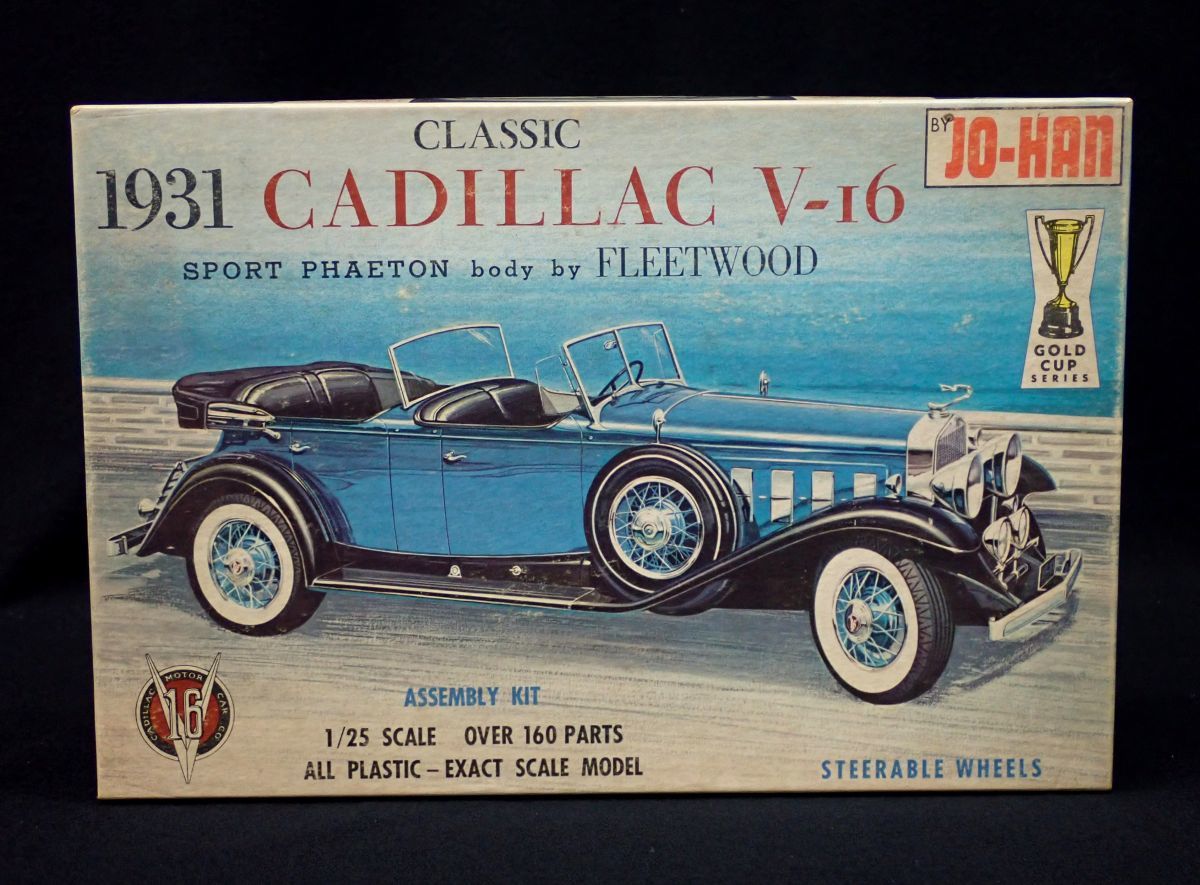 CLASSIC
1931 CADILLAC V-16
SPORT PHAETON body by FLEETWOOD
BY JO-HAN
GOLD
CUP
SERIES
CADILLAC MOTOR CAR CO.
16
ASSEMBLY KIT
1/25 SCALE OVER 160 PARTS
ALL PLASTIC – EXACT SCALE MODEL
STEERABLE WHEELS